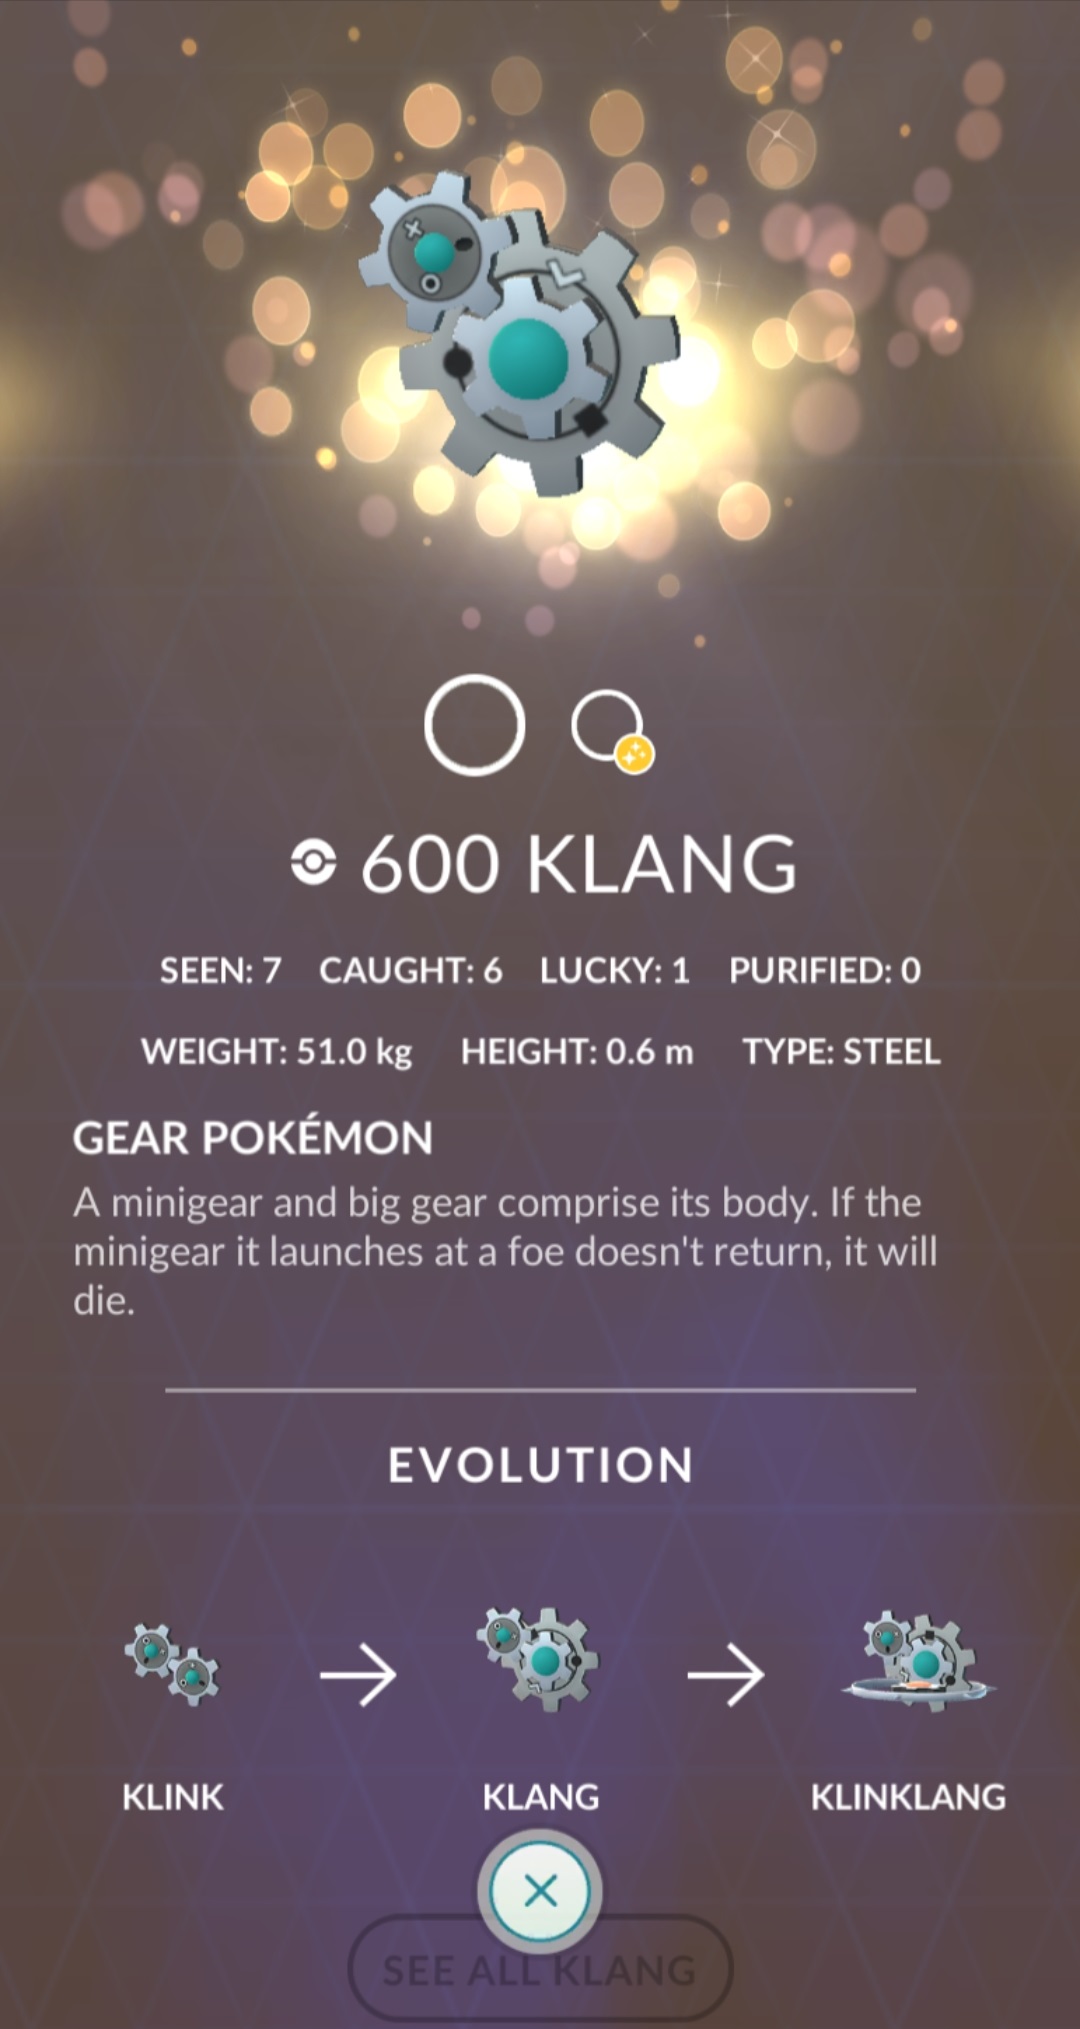 600 KLANG
SEEN: 7 CAUGHT: 6 LUCKY: 1 PURIFIED: 0
WEIGHT: 51.0 kg HEIGHT: 0.6 m TYPE: STEEL
GEAR POKÉMON
A minigear and big gear comprise its body. If the
minigear it launches at a foe doesn't return, it will
die.
EVOLUTION
KLINK KLANG KLINKLANG
SEE ALL KLANG